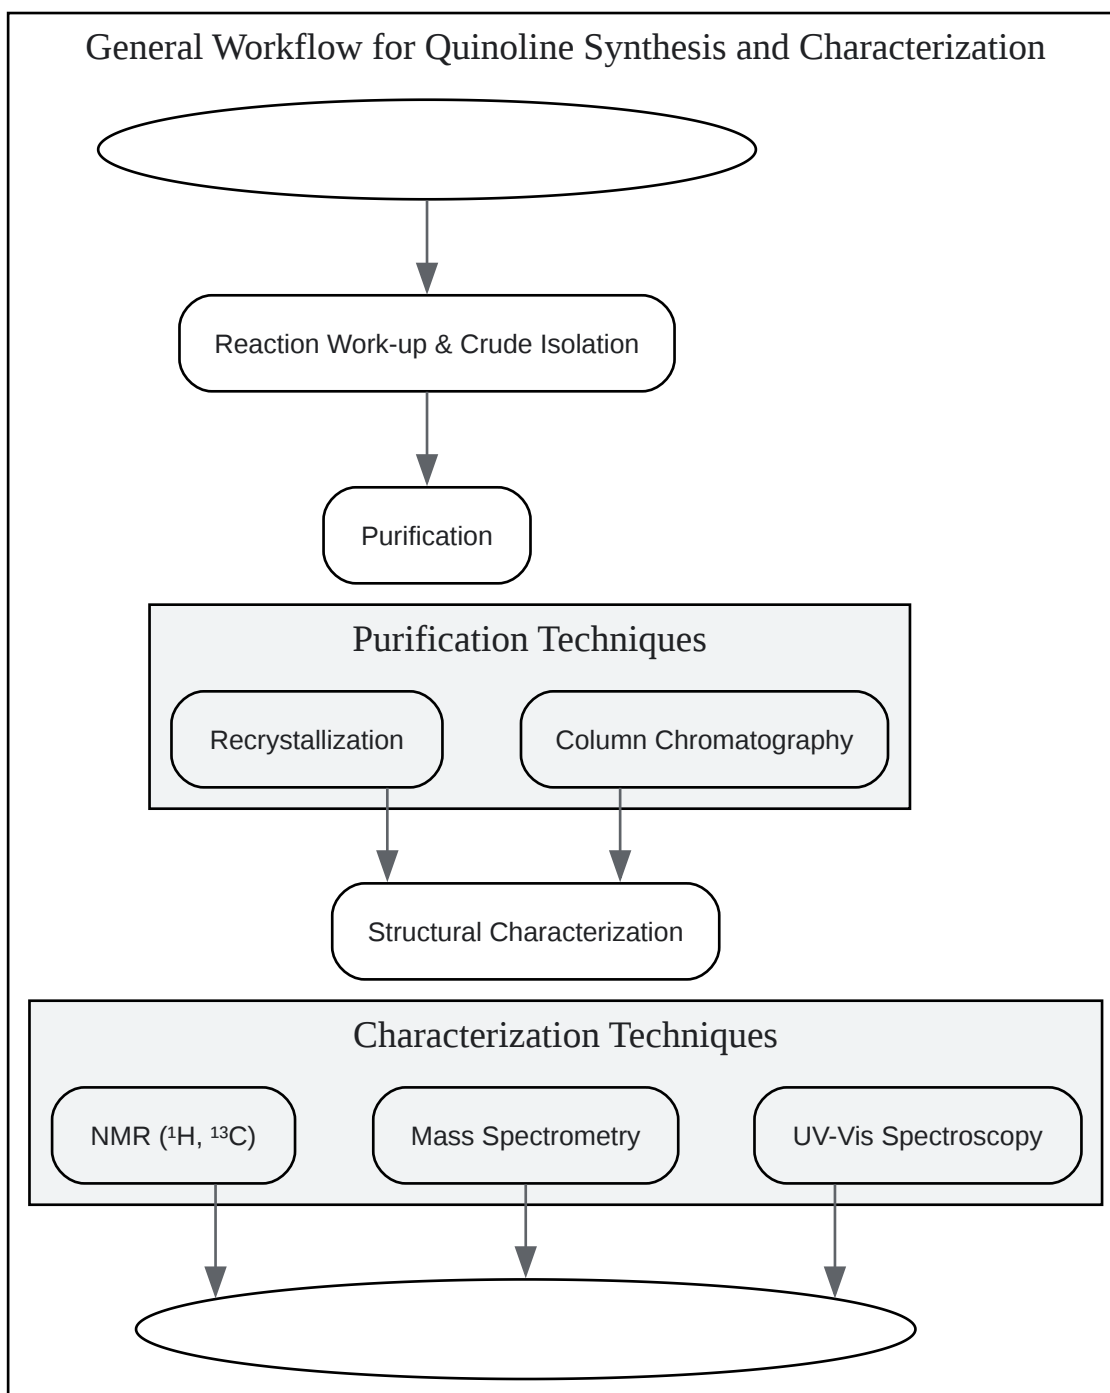 General Workflow for Quinoline Synthesis and Characterization
Reaction Work-up & Crude Isolation
Purification
Purification Techniques
Recrystallization
Column Chromatography
Structural Characterization
Characterization Techniques
NMR (¹H, ¹³C)
Mass Spectrometry
UV-Vis Spectroscopy